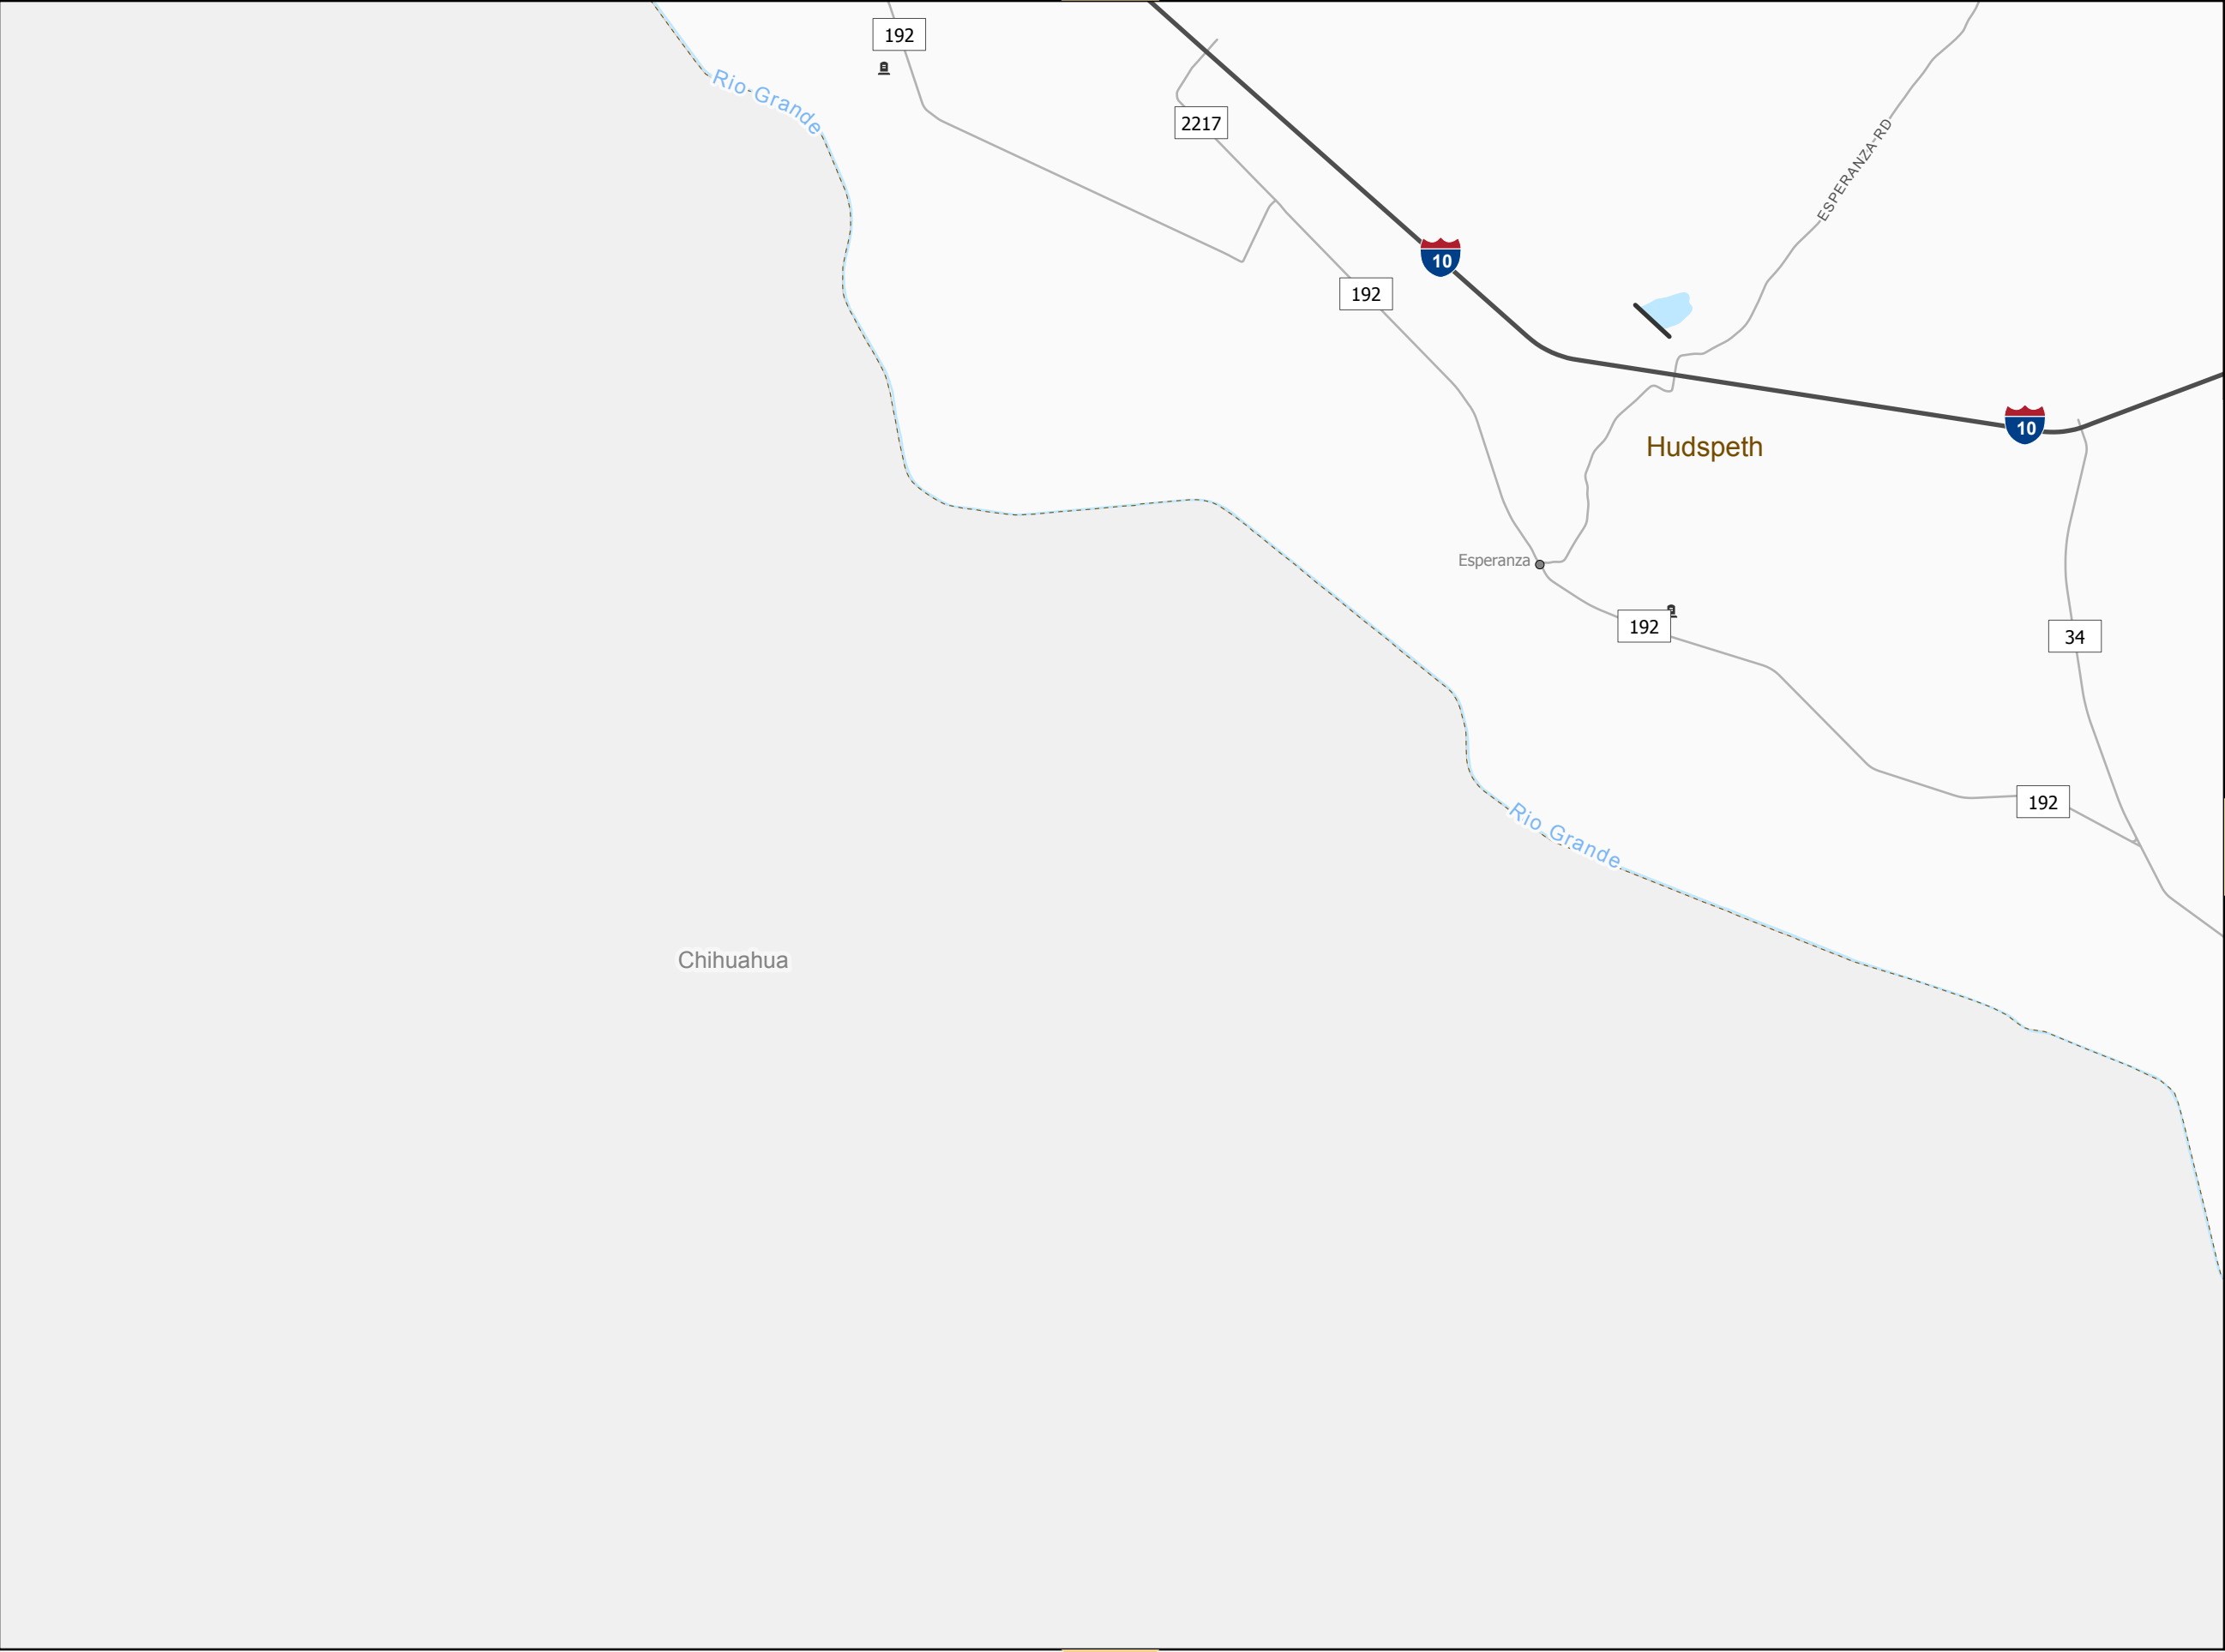 192
Rio Grande
2217
ESPERANZA RD
10
192
10
Hudspeth
Esperanza
192
34
192
Rio Grande
Chihuahua